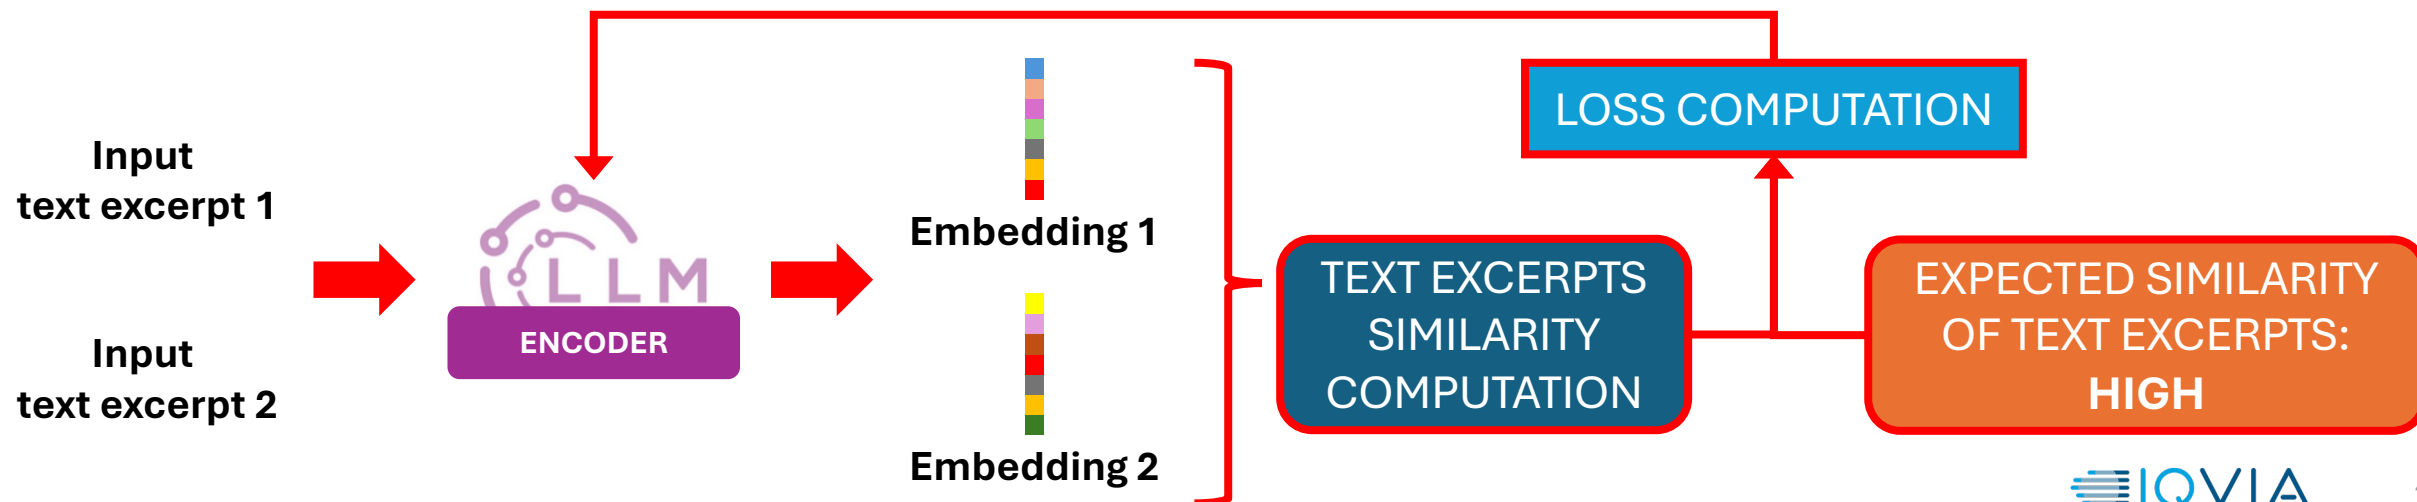 Input
text excerpt 1
Input
text excerpt 2
LLM
ENCODER
Embedding 1
Embedding 2
TEXT EXCERPTS
SIMILARITY
COMPUTATION
LOSS COMPUTATION
EXPECTED SIMILARITY
OF TEXT EXCERPTS:
HIGH
IQVIA